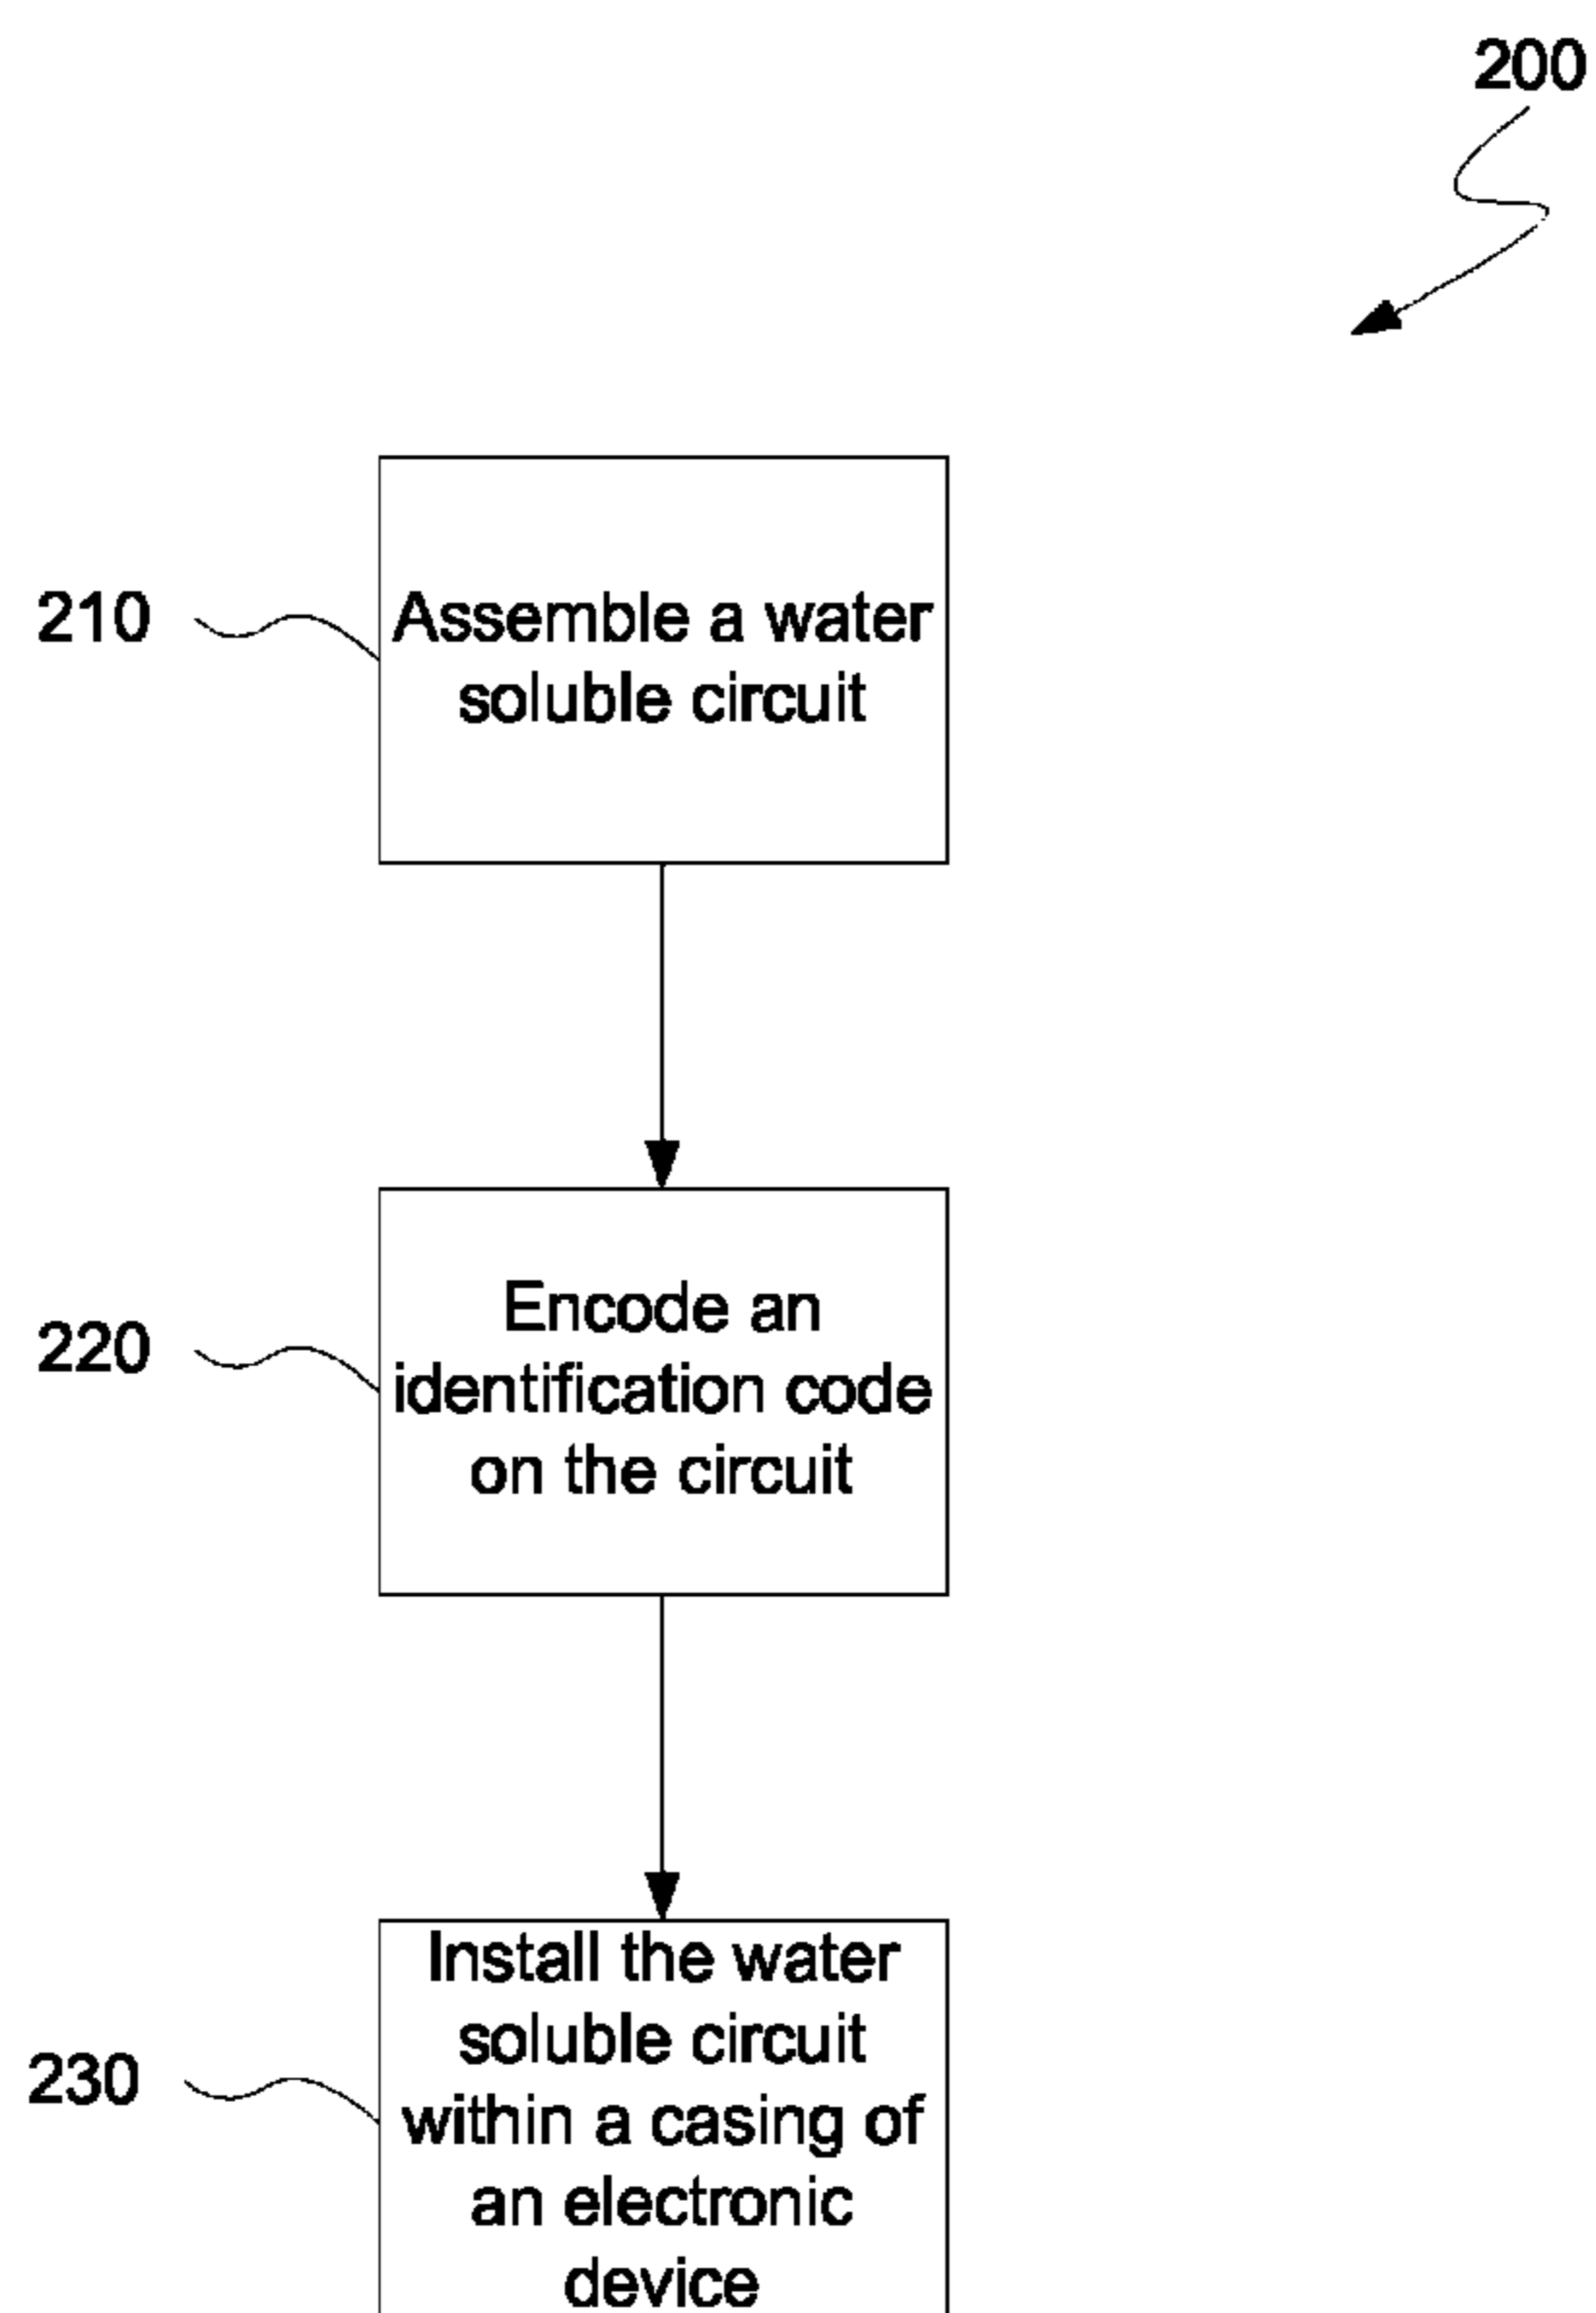 200
210
Assemble a water
soluble circuit
220
Encode an
identification code
on the circuit
230
Install the water
soluble circuit
within a casing of
an electronic
device